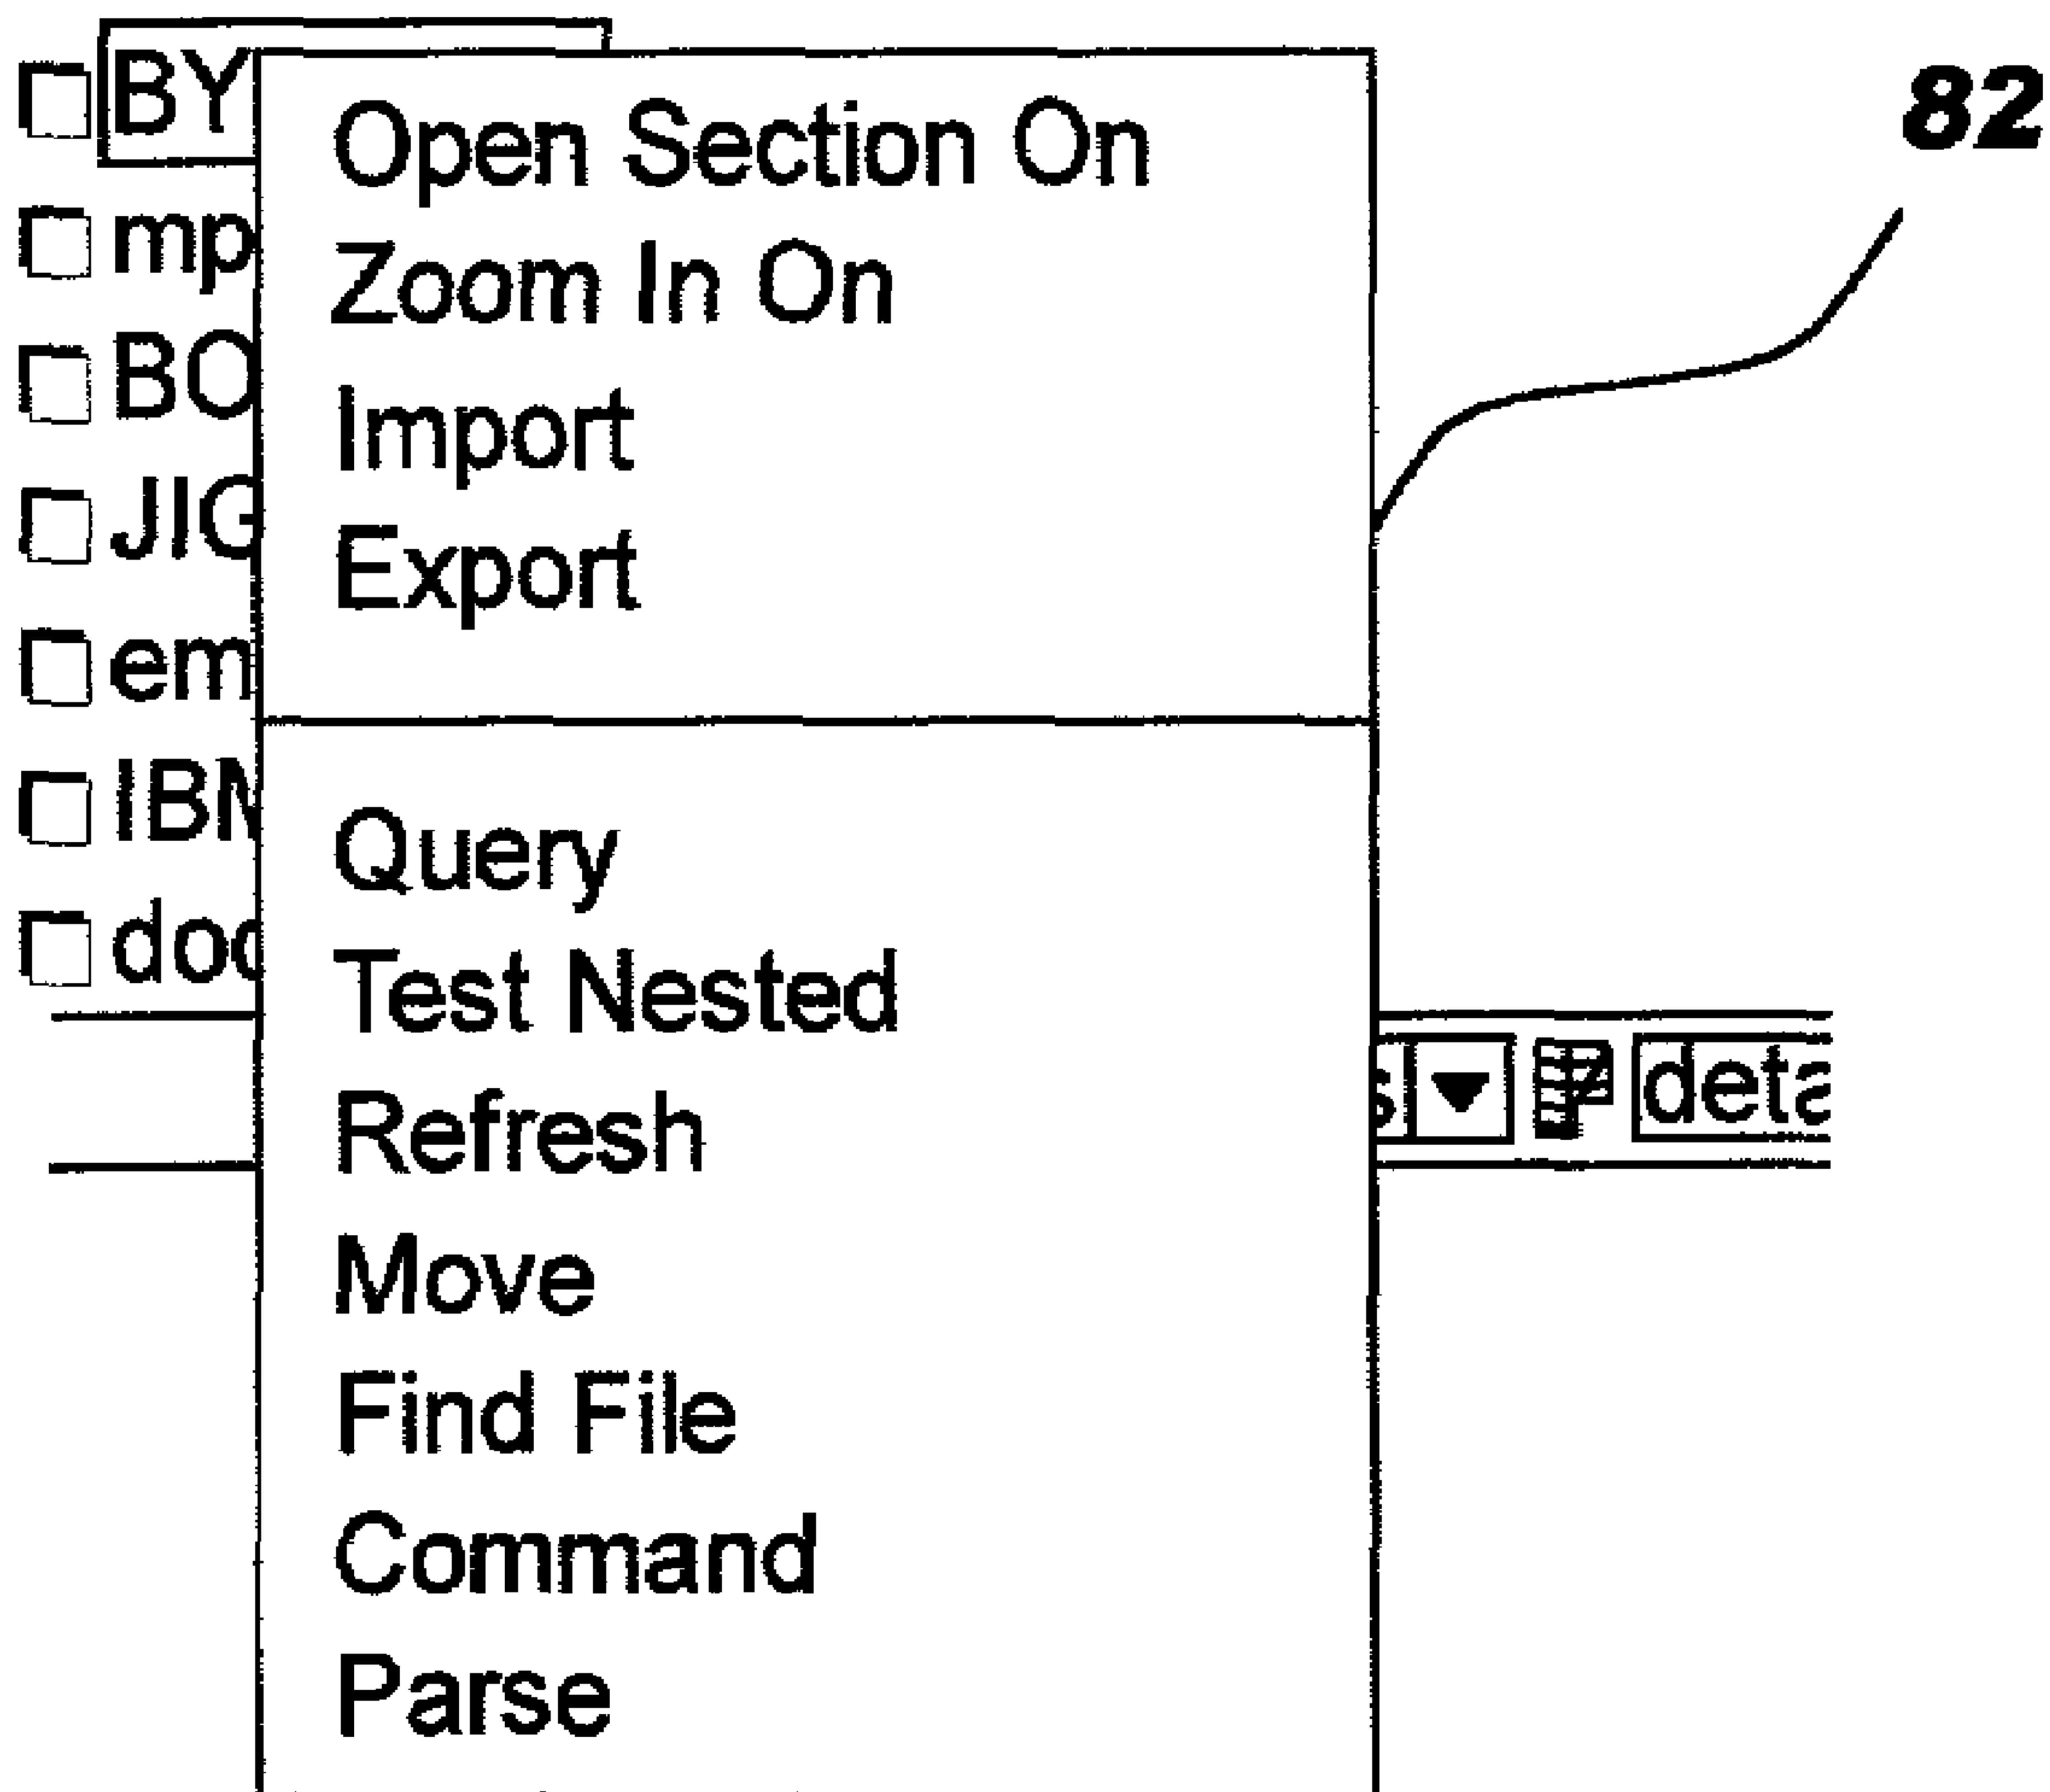 BY
82
Open Section On
mp
Zoom In On
BO
Import
JIG
Export
em
IBM
Query
doc
Test Nested
s deta
Refresh
Move
Find File
Command
Parse